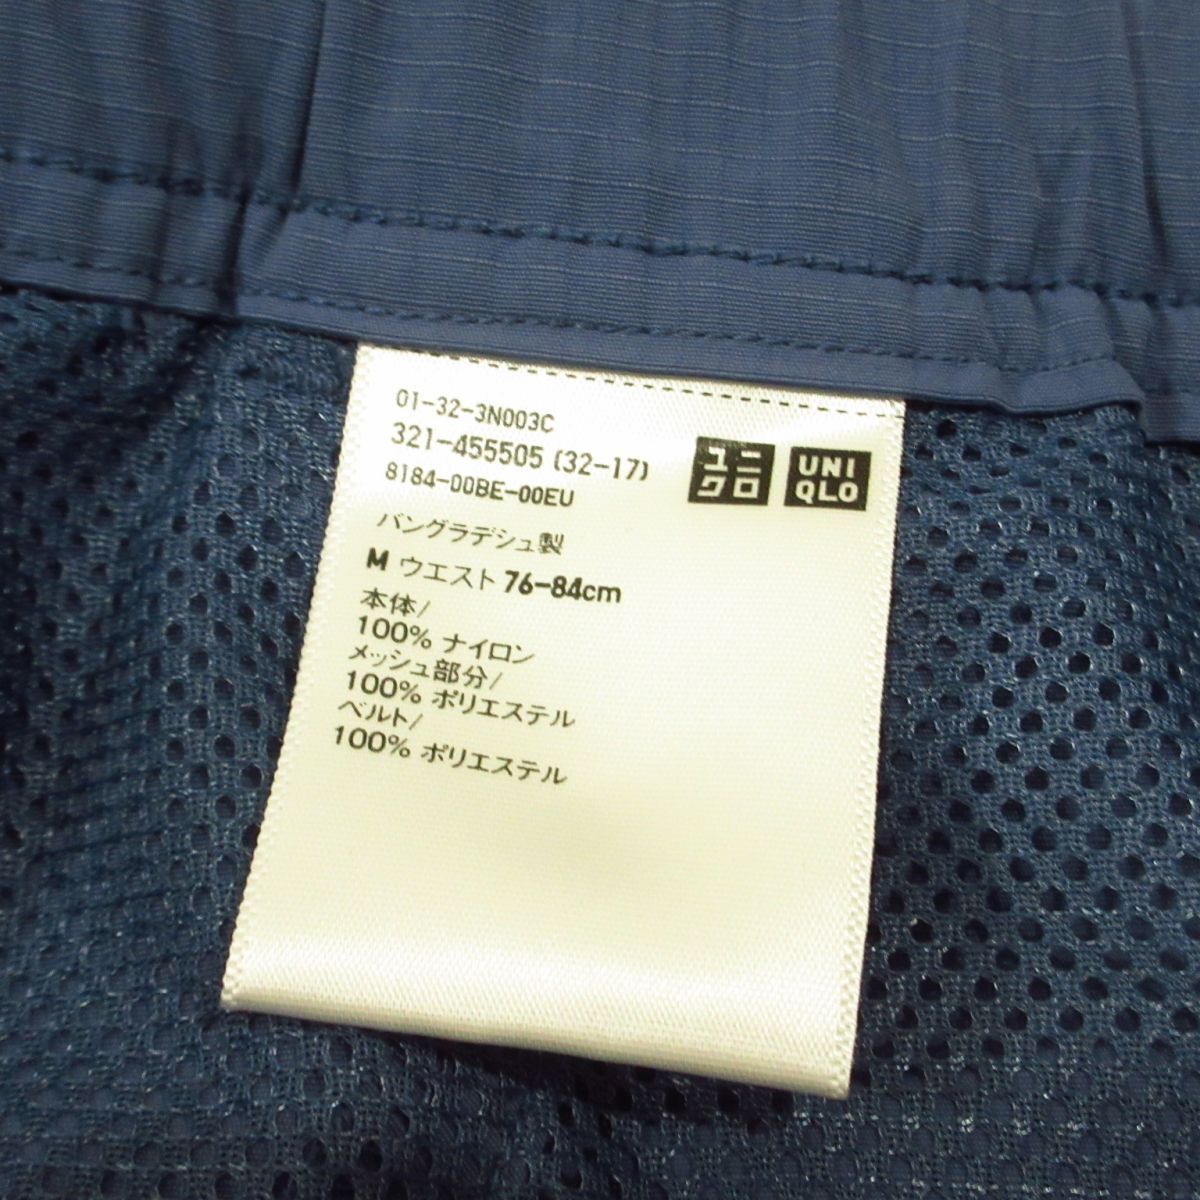 01-32-3N003C
321-455505 (32-17)
8184-00BE-00EU
ユニ
クロ
UNI
QLO
バングラデシュ製
M ウエスト 76-84cm
本体/
100% ナイロン
メッシュ部分/
100% ポリエステル
ベルト/
100% ポリエステル